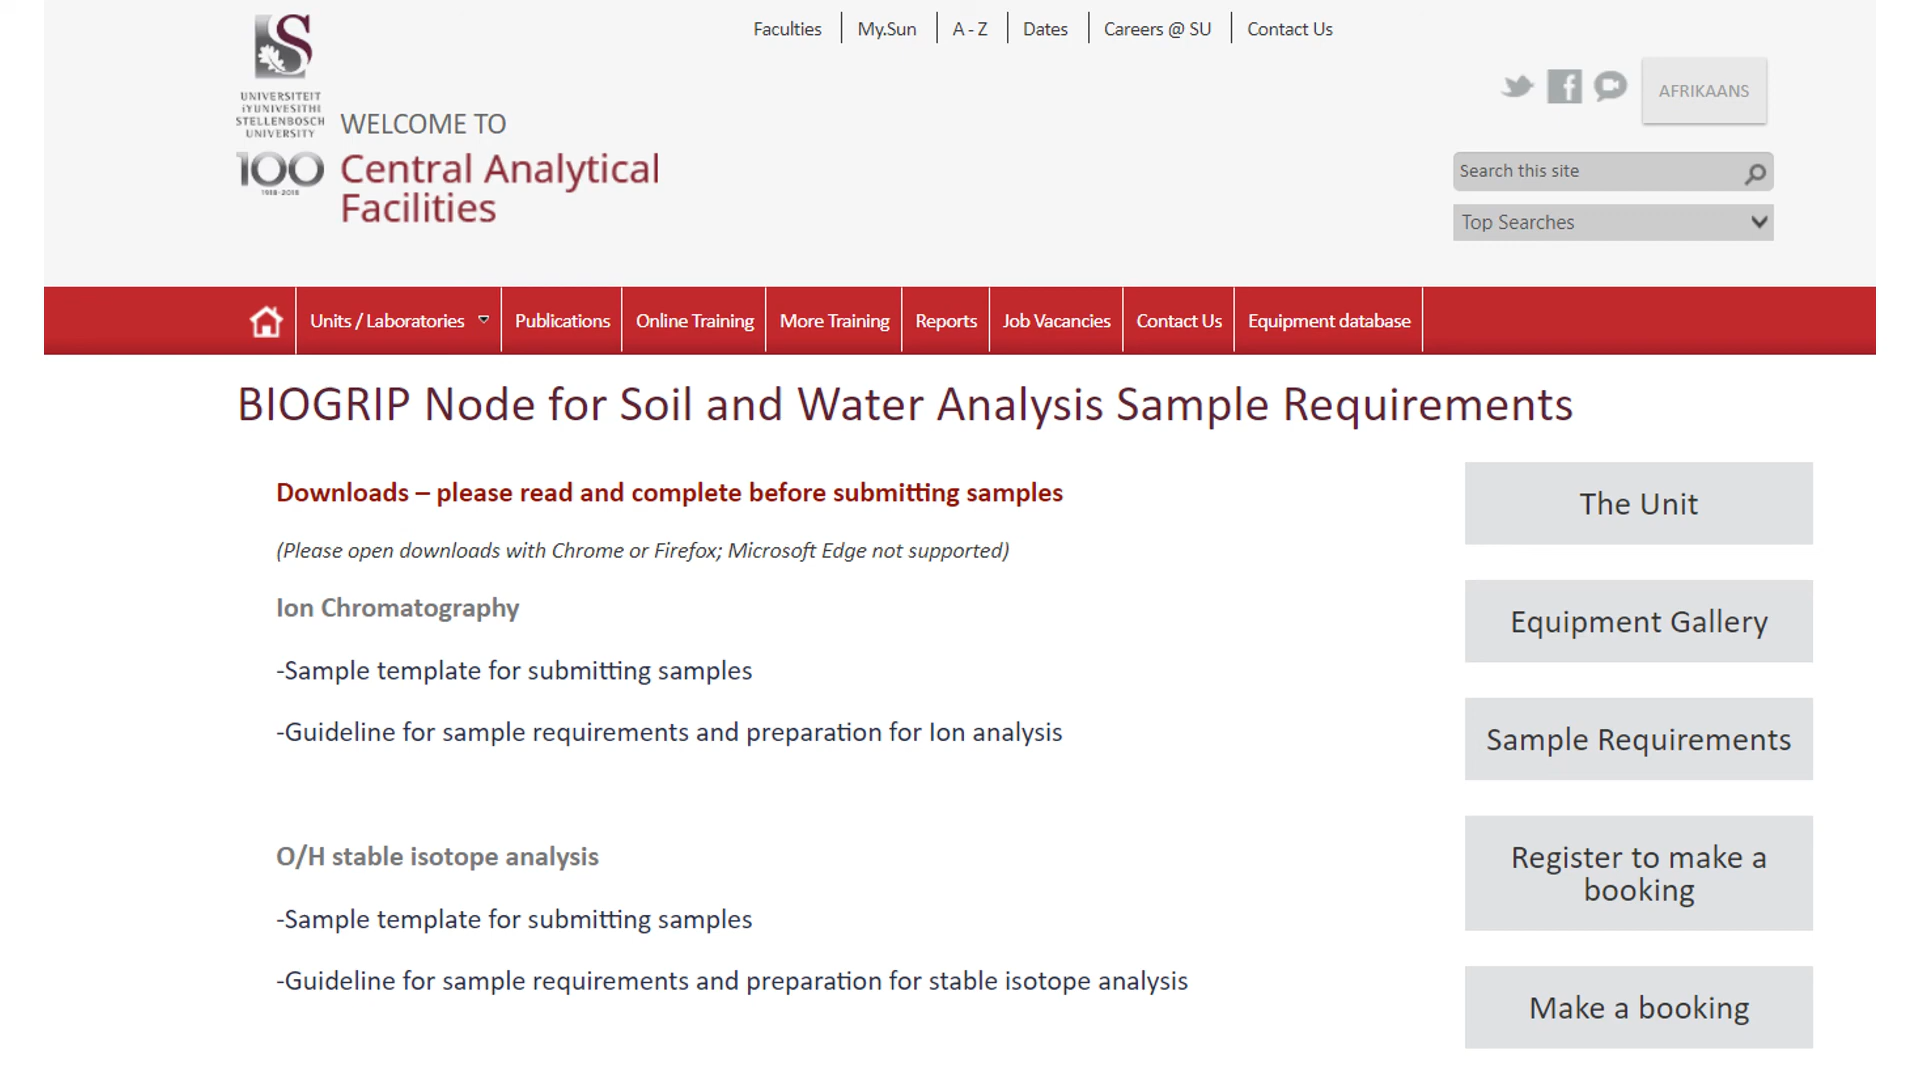 Faculties
My.Sun
A - Z
Dates
Careers @ SU
Contact Us
UNIVERSITEIT
iYUNIVESITHI
STELLENBOSCH
UNIVERSITY
100
1918-2018
WELCOME TO
Central Analytical
Facilities
AFRIKAANS
Search this site
Top Searches
Units / Laboratories
Publications
Online Training
More Training
Reports
Job Vacancies
Contact Us
Equipment database
BIOGRIP Node for Soil and Water Analysis Sample Requirements
Downloads – please read and complete before submitting samples
(Please open downloads with Chrome or Firefox; Microsoft Edge not supported)
Ion Chromatography
-Sample template for submitting samples
-Guideline for sample requirements and preparation for Ion analysis
O/H stable isotope analysis
-Sample template for submitting samples
-Guideline for sample requirements and preparation for stable isotope analysis
The Unit
Equipment Gallery
Sample Requirements
Register to make a
booking
Make a booking